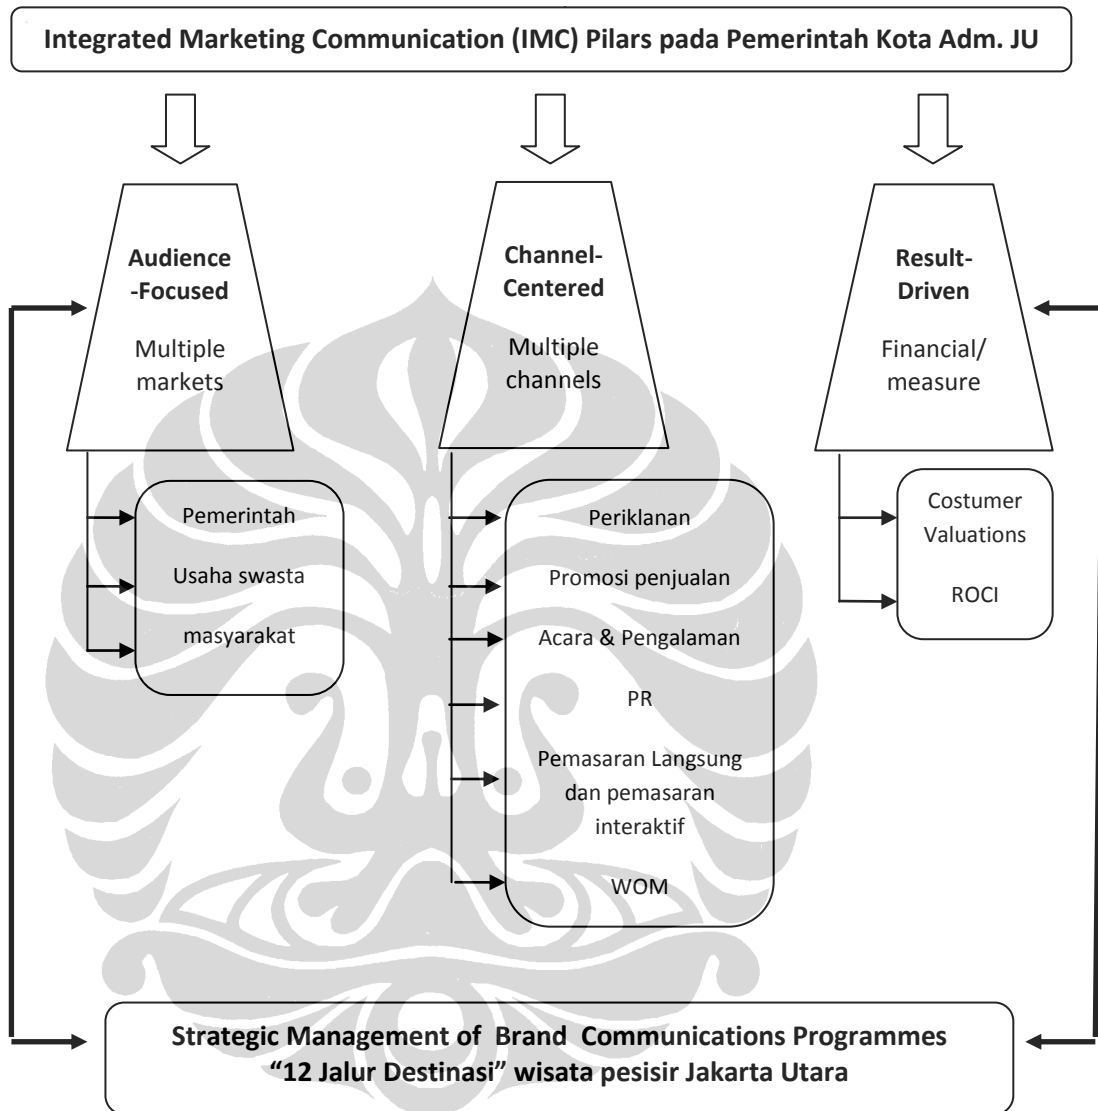 Integrated Marketing Communication (IMC) Pilars pada Pemerintah Kota Adm. JU
Audience
-Focused
Multiple
markets
Channel-
Centered
Multiple
channels
Result-
Driven
Financial/
measure
Pemerintah
Usaha swasta
masyarakat
Periklanan
Promosi penjualan
Acara & Pengalaman
PR
Pemasaran Langsung
dan pemasaran
interaktif
WOM
Costumer
Valuations
ROCI
Strategic Management of Brand Communications Programmes
“12 Jalur Destinasi” wisata pesisir Jakarta Utara